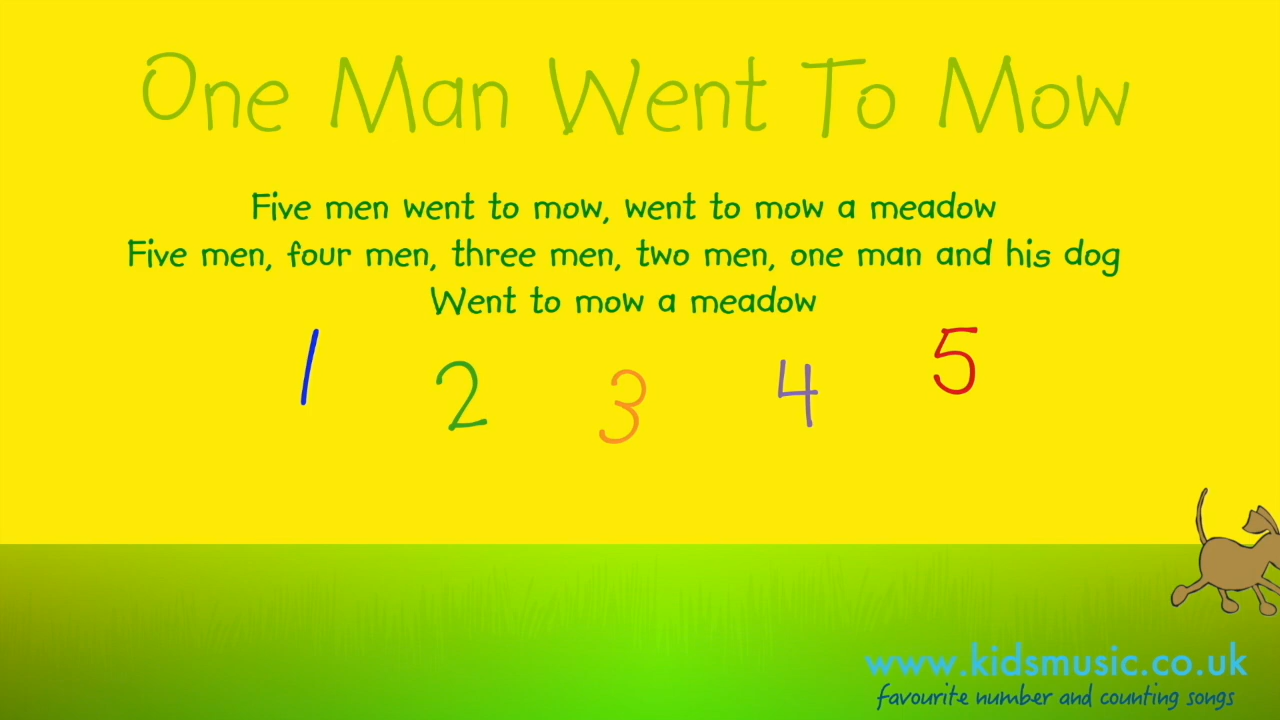 One Man Went To Mow
Five men went to mow, went to mow a meadow
Five men, four men, three men, two men, one man and his dog
Went to mow a meadow
1 2 3 4 5
www.kidsmusic.co.uk
favourite number and counting songs